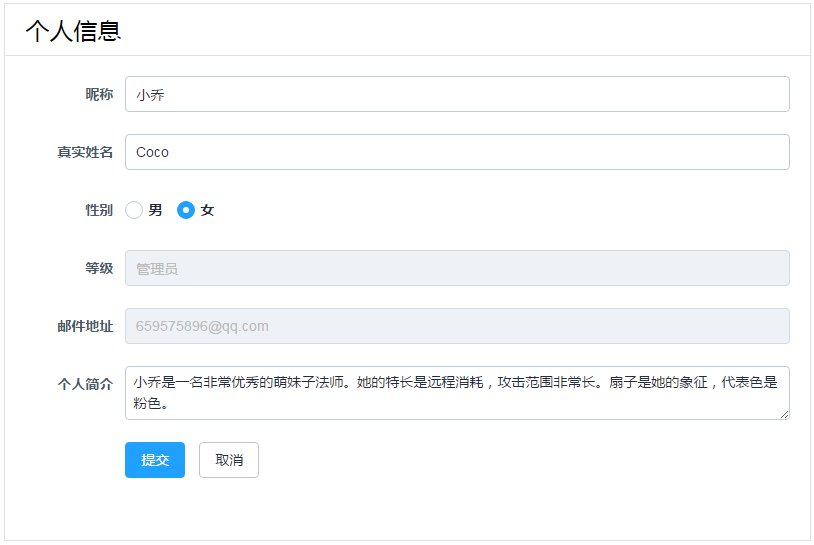 个人信息
昵称 小乔
真实姓名 Coco
性别 男 女
等级 管理员
邮件地址 659575896@qq.com
个人简介 小乔是一名非常优秀的萌妹子法师。她的特长是远程消耗，攻击范围非常长。扇子是她的象征，代表色是
粉色。
提交 取消